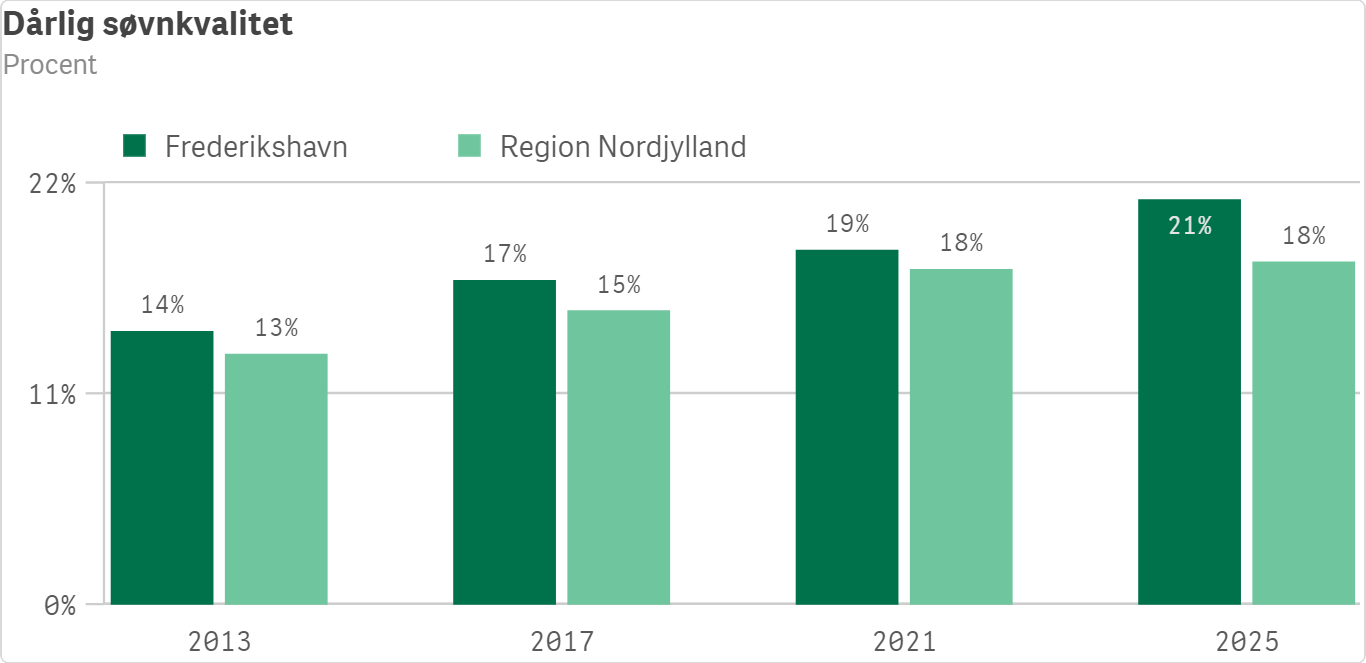 Dårlig søvnkvalitet
Procent
Frederikshavn Region Nordjylland
22%
11%
0%
14% 13% 17% 15% 19% 18% 21% 18%
2013 2017 2021 2025